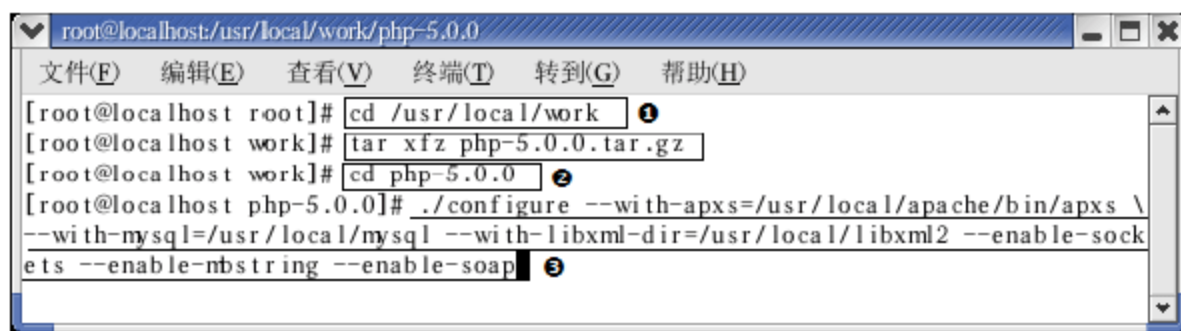 root@localhost:/usr/local/work/php-5.0.0
文件(F) 编辑(E) 查看(V) 终端(T) 转到(G) 帮助(H)
[root@localhost root]# cd /usr/local/work ❶
[root@localhost work]# tar xfz php-5.0.0.tar.gz
[root@localhost work]# cd php-5.0.0 ❷
[root@localhost php-5.0.0]# ./configure --with-apxs=/usr/local/apache/bin/apxs \
--with-mysql=/usr/local/mysql --with-libxml-dir=/usr/local/libxml2 --enable-sock
ets --enable-mbstring --enable-soap ❸